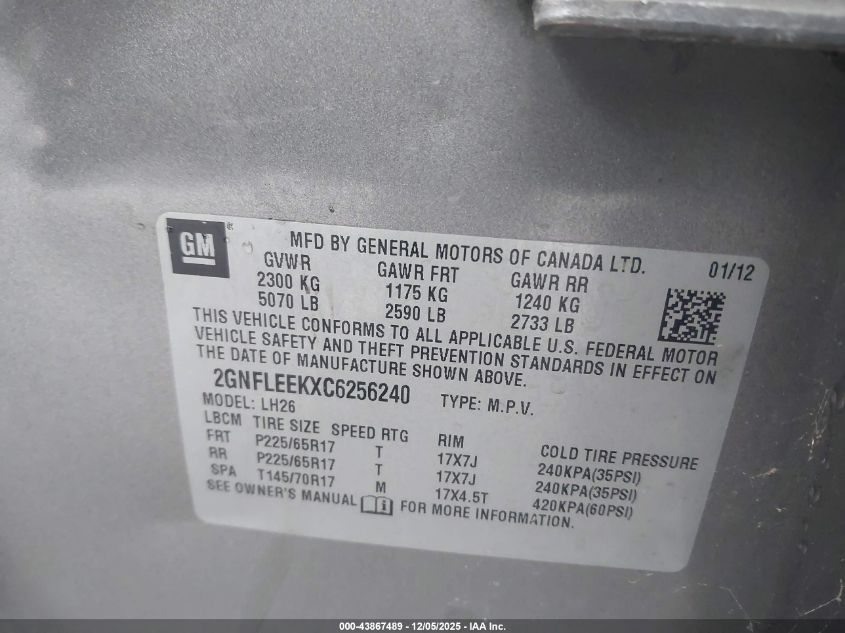 GM ®
MFD BY GENERAL MOTORS OF CANADA LTD. 01/12
GVWR GAWR FRT GAWR RR
2300 KG 1175 KG 1240 KG
5070 LB 2590 LB 2733 LB
THIS VEHICLE CONFORMS TO ALL APPLICABLE U.S. FEDERAL MOTOR
VEHICLE SAFETY AND THEFT PREVENTION STANDARDS IN EFFECT ON
THE DATE OF MANUFACTURE SHOWN ABOVE.
2GNFLEEKXC6256240 TYPE: M.P.V.
MODEL: LH26
LBCM TIRE SIZE SPEED RTG RIM COLD TIRE PRESSURE
FRT P225/65R17 T 17X7J 240KPA(35PSI)
RR P225/65R17 T 17X7J 240KPA(35PSI)
SPA T145/70R17 M 17X4.5T 420KPA(60PSI)
SEE OWNER'S MANUAL FOR MORE INFORMATION.
000-43867489 - 12/05/2025 - IAA Inc.